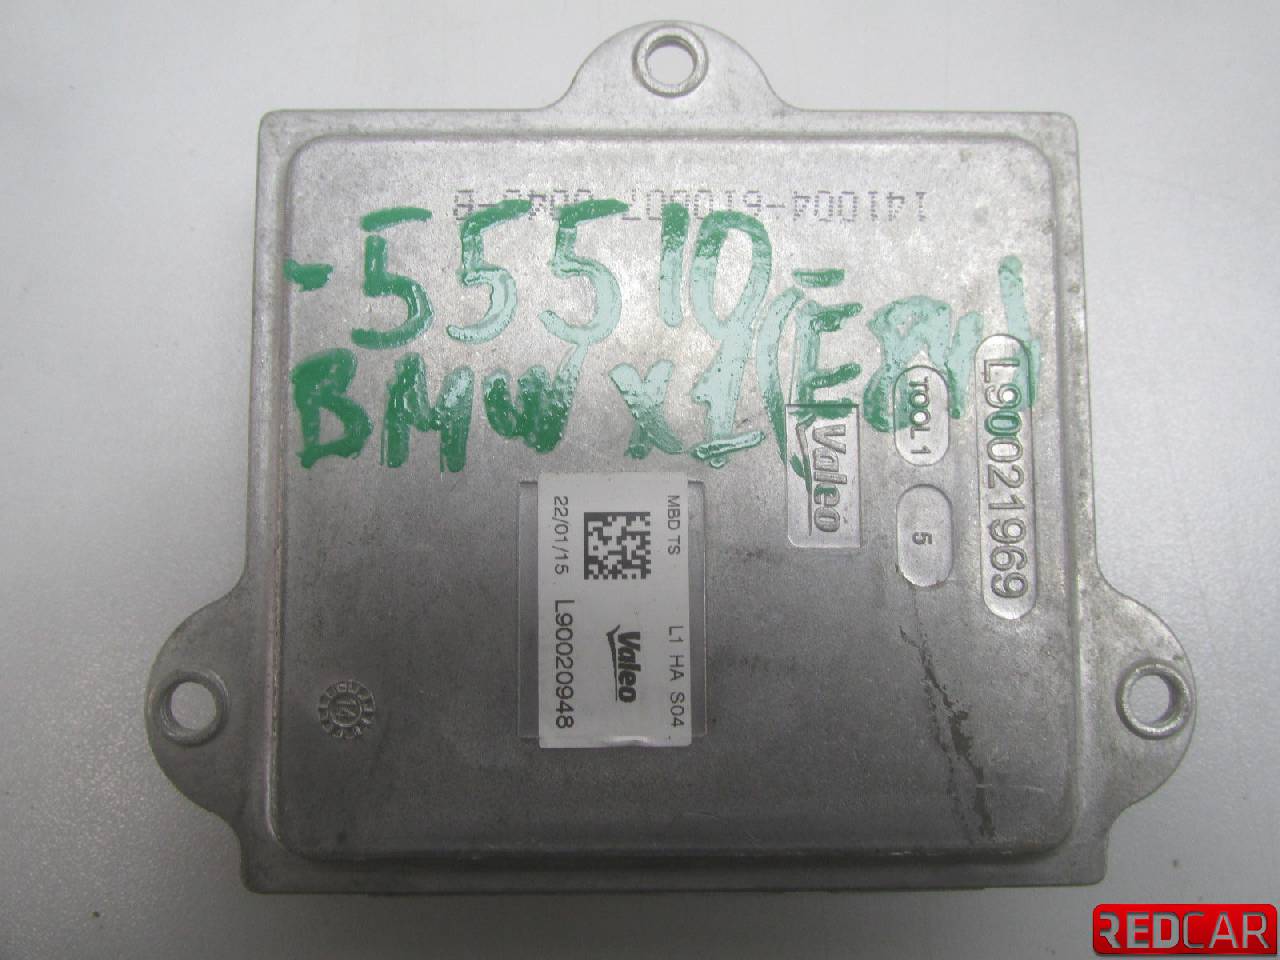 -55510
BMW x1(E84)
L90021969
TOOL 1
5
Valeo
MBD TS L1 HA S04
Valeo
22/01/15 L90020948
14
REDCAR